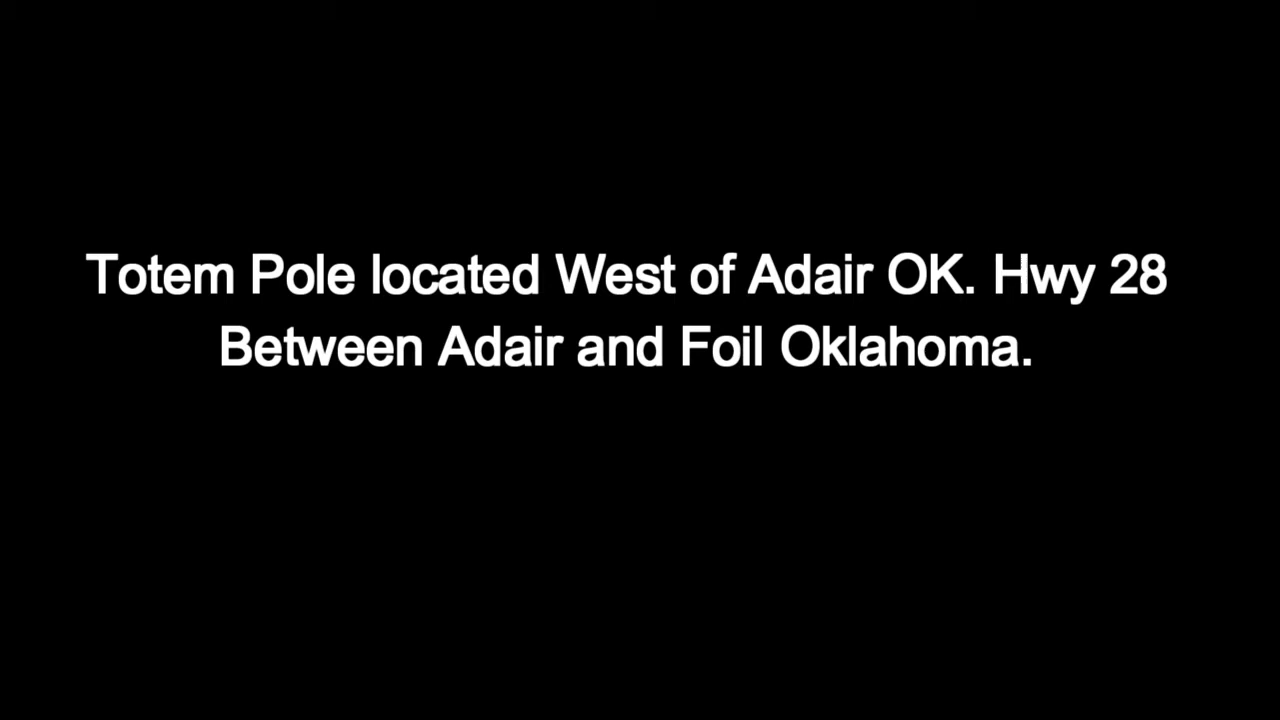 Totem Pole located West of Adair OK. Hwy 28
Between Adair and Foil Oklahoma.